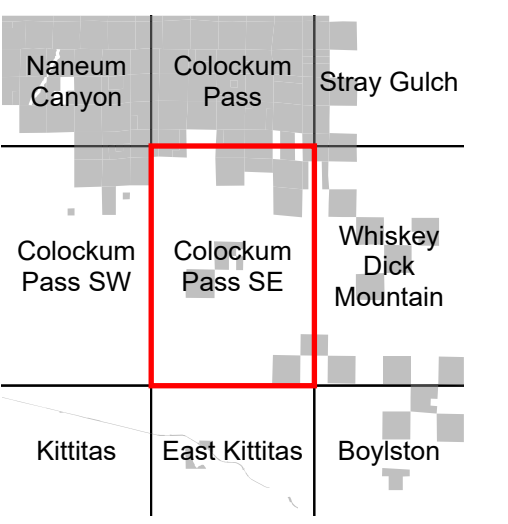 Naneum
Canyon
Colockum
Pass
Stray Gulch
Colockum
Pass SW
Colockum
Pass SE
Whiskey
Dick
Mountain
Kittitas
East Kittitas
Boylston